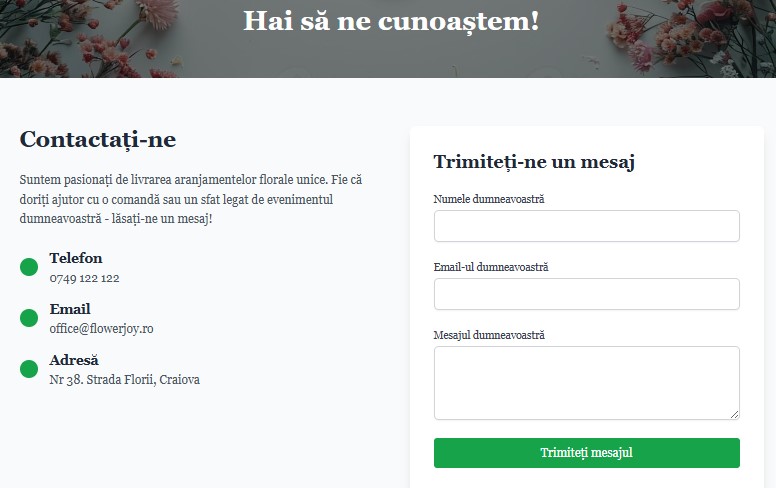 Hai să ne cunoaștem!
Contactați-ne
Suntem pasionați de livrarea aranjamentelor florale unice. Fie că
doriți ajutor cu o comandă sau un sfat legat de evenimentul
dumneavoastră - lăsați-ne un mesaj!
Telefon
0749 122 122
Email
office@flowerjoy.ro
Adresă
Nr 38. Strada Florii, Craiova
Trimiteți-ne un mesaj
Numele dumneavoastră
Email-ul dumneavoastră
Mesajul dumneavoastră
Trimiteți mesajul